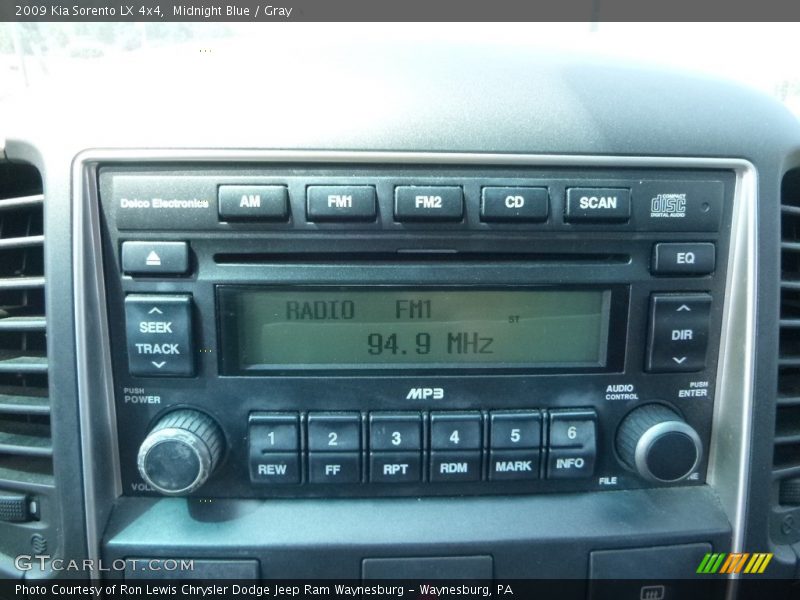 2009 Kia Sorento LX 4x4,  Midnight Blue / Gray
Delco Electronics
AM
FM1
FM2
CD
SCAN
COMPACT
disc
DIGITAL AUDIO
EQ
SEEK
TRACK
RADIO FM1
ST
94.9 MHz
DIR
PUSH
POWER
MP3
AUDIO
CONTROL
PUSH
ENTER
1
REW
2
FF
3
RPT
4
RDM
5
MARK
6
INFO
FILE
GTCARLOT.COM
Photo Courtesy of Ron Lewis Chrysler Dodge Jeep Ram Waynesburg - Waynesburg, PA